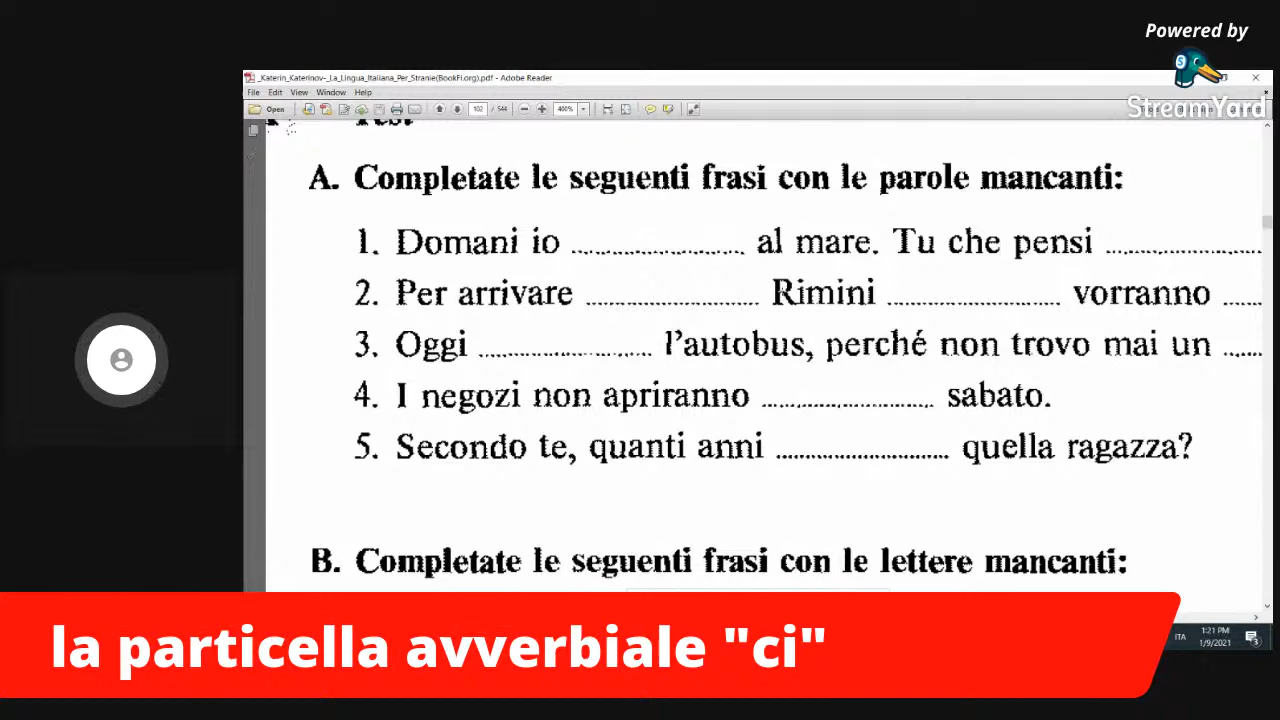 Powered by
StreamYard
_Katerin_Katerinov-_La_Lingua_Italiana_Per_Stranie(BookFi.org).pdf - Adobe Reader
File Edit View Window Help
Open 102 / 544 400%
Test
A. Completate le seguenti frasi con le parole mancanti:
1. Domani io .................... al mare. Tu che pensi ....................
2. Per arrivare .................... Rimini .................... vorranno ......
3. Oggi .................... l'autobus, perché non trovo mai un ......
4. I negozi non apriranno .................... sabato.
5. Secondo te, quanti anni .................... quella ragazza?
B. Completate le seguenti frasi con le lettere mancanti:
la particella avverbiale "ci"
ITA
1:21 PM
1/9/2021